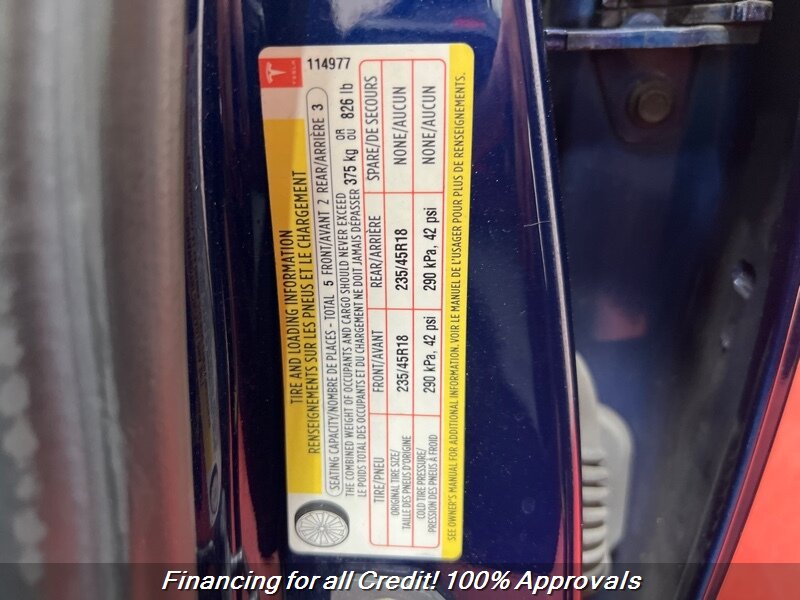 TESLA
114977
TIRE AND LOADING INFORMATION
RENSEIGNEMENTS SUR LES PNEUS ET LE CHARGEMENT
SEATING CAPACITY/NOMBRE DE PLACES - TOTAL 5 FRONT/AVANT 2 REAR/ARRIÈRE 3
THE COMBINED WEIGHT OF OCCUPANTS AND CARGO SHOULD NEVER EXCEED
LE POIDS TOTAL DES OCCUPANTS ET DU CHARGEMENT NE DOIT JAMAIS DÉPASSER 375 kg OR OU 826 lb
TIRE/PNEU FRONT/AVANT REAR/ARRIÈRE SPARE/DE SECOURS
ORIGINAL TIRE SIZE/
TAILLE DES PNEUS D'ORIGINE 235/45R18 235/45R18 NONE/AUCUN
COLD TIRE PRESSURE/
PRESSION DES PNEUS À FROID 290 kPa, 42 psi 290 kPa, 42 psi NONE/AUCUN
SEE OWNER'S MANUAL FOR ADDITIONAL INFORMATION. VOIR LE MANUEL DE L'USAGER POUR PLUS DE RENSEIGNEMENTS.
Financing for all Credit! 100% Approvals